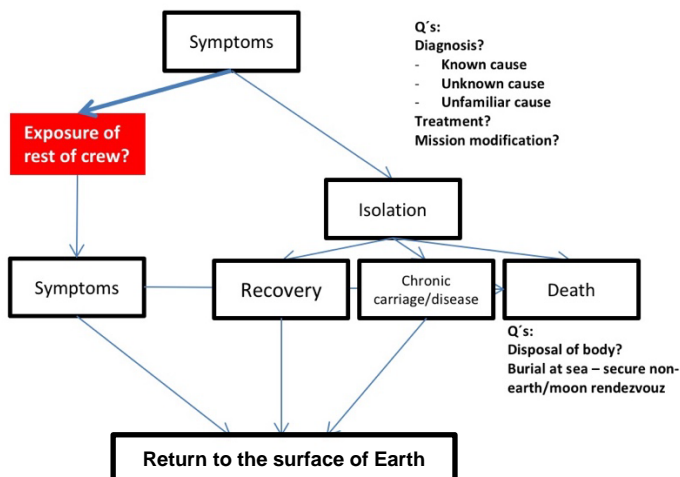 Symptoms
Q´s:
Diagnosis?
- Known cause
- Unknown cause
- Unfamiliar cause
Treatment?
Mission modification?
Exposure of
rest of crew?
Isolation
Symptoms
Recovery
Chronic
carriage/disease
Death
Q´s:
Disposal of body?
Burial at sea – secure non-
earth/moon rendezvouz
Return to the surface of Earth